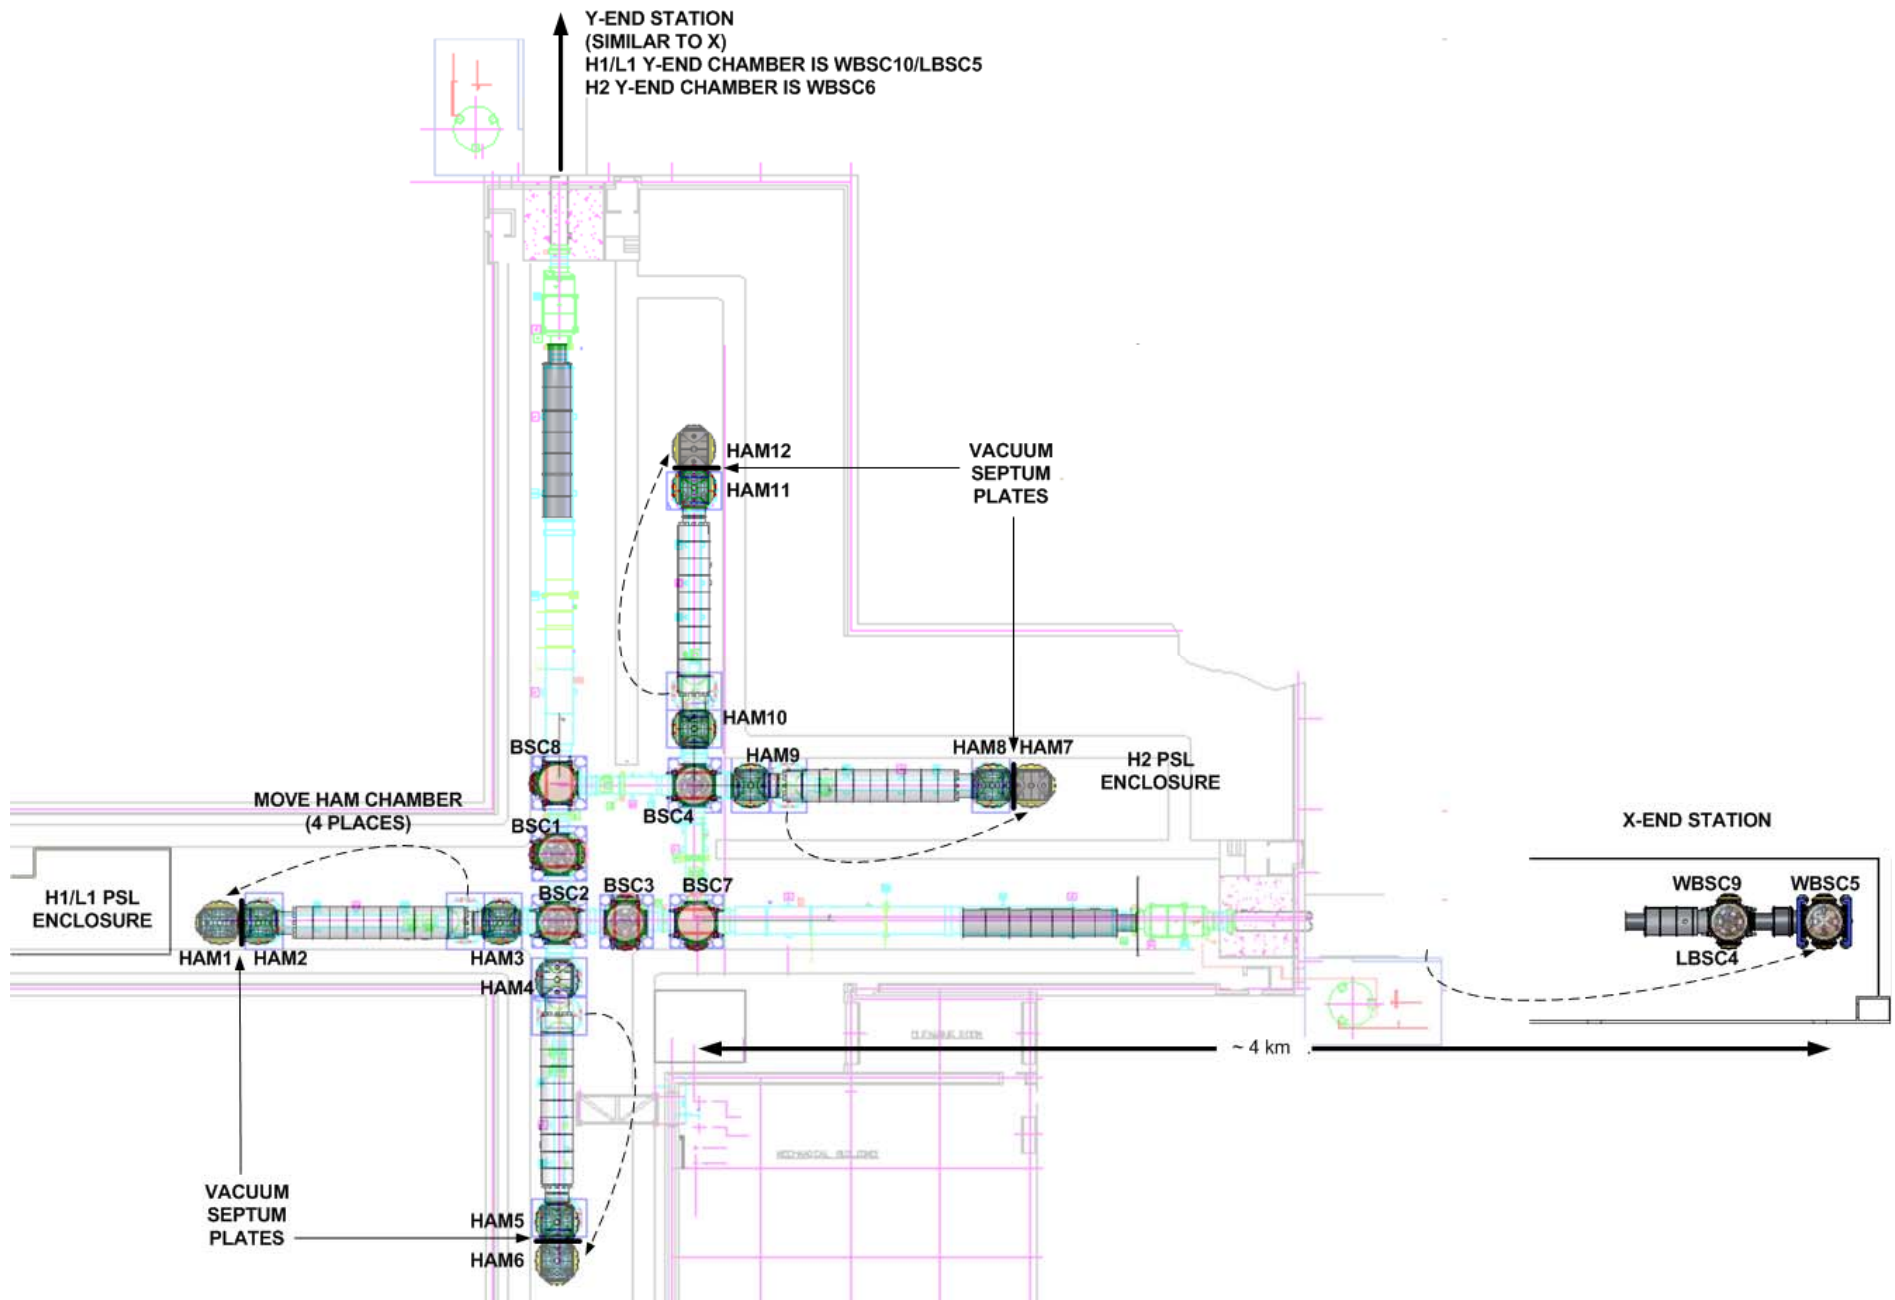 Y-END STATION
(SIMILAR TO X)
H1/L1 Y-END CHAMBER IS WBSC10/LBSC5
H2 Y-END CHAMBER IS WBSC6
HAM12
HAM11
VACUUM
SEPTUM
PLATES
HAM10
BSC8
HAM9
HAM8
HAM7
H2 PSL
ENCLOSURE
BSC4
MOVE HAM CHAMBER
(4 PLACES)
BSC1
X-END STATION
H1/L1 PSL
ENCLOSURE
BSC2
BSC3
BSC7
WBSC9
WBSC5
HAM1
HAM2
HAM3
LBSC4
HAM4
~ 4 km
VACUUM
SEPTUM
PLATES
HAM5
HAM6